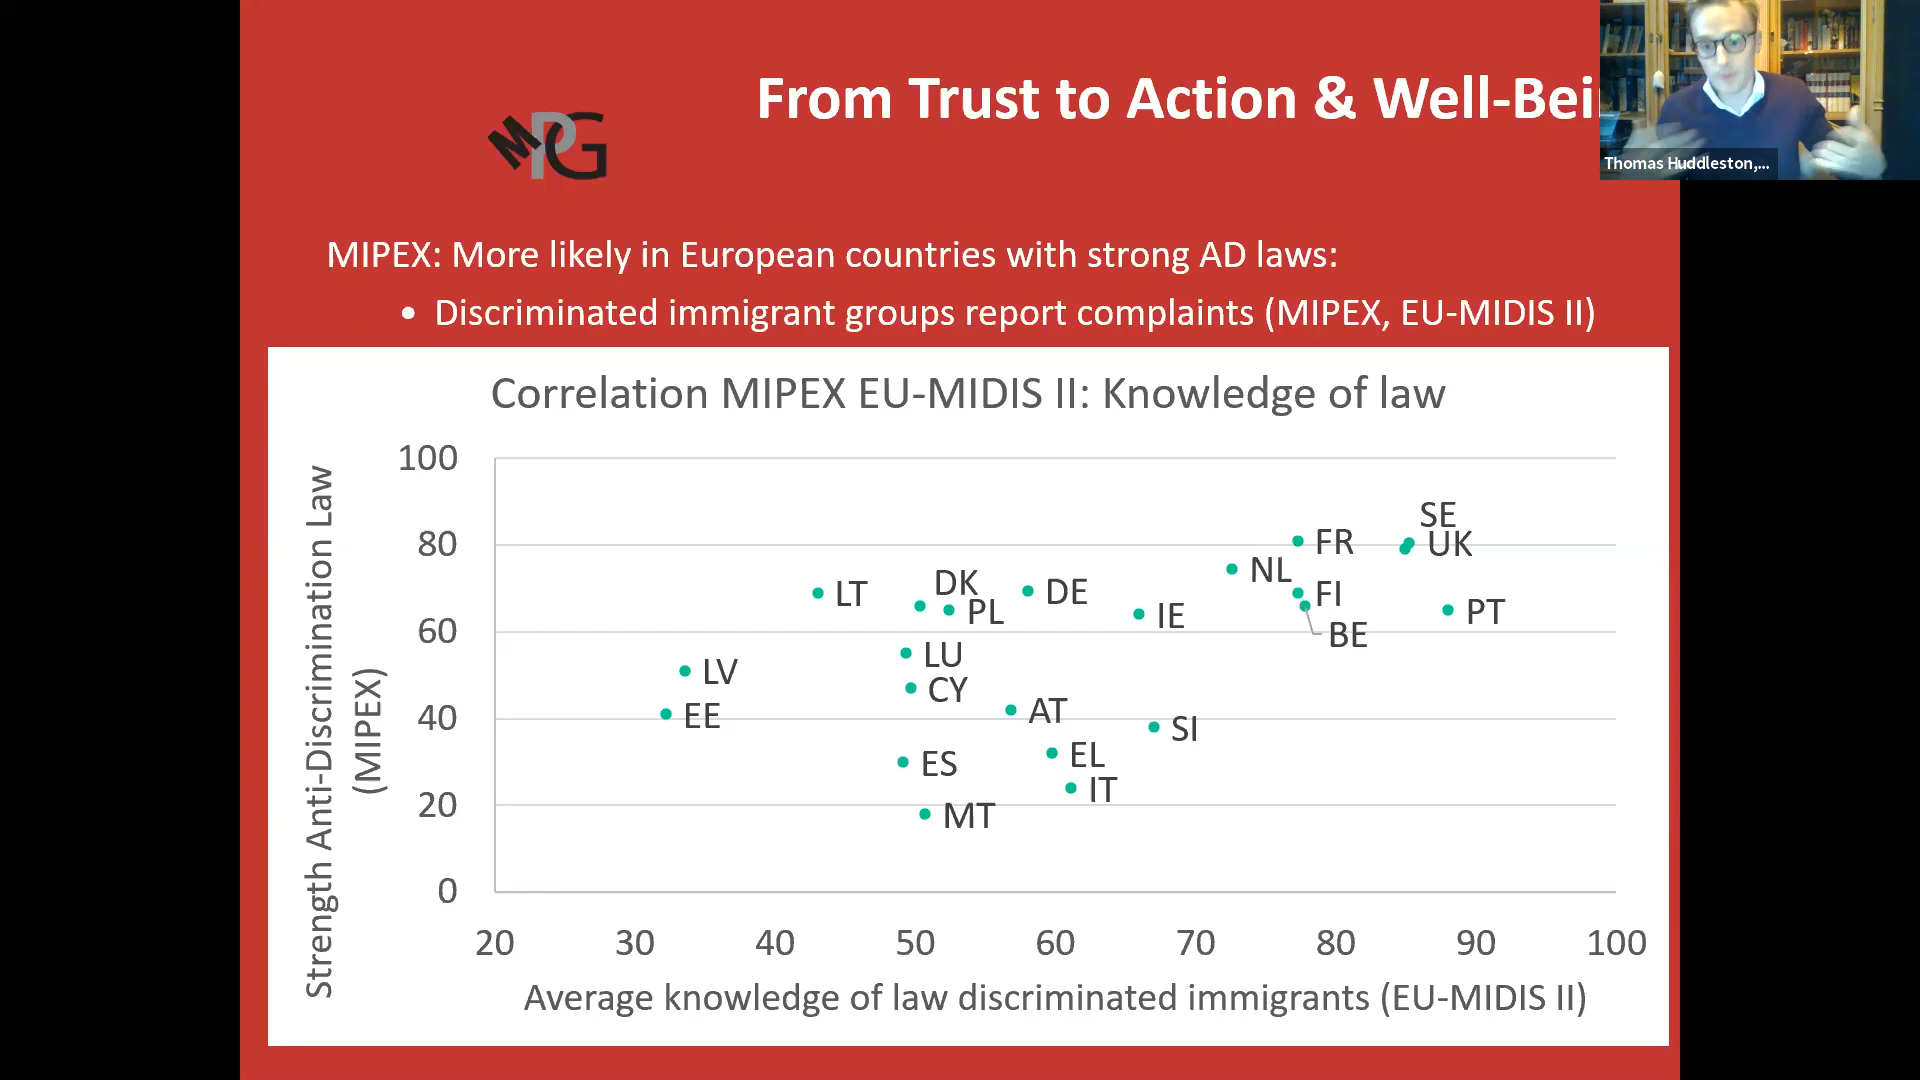 From Trust to Action & Well-Bei
MPG
Thomas Huddleston,...
MIPEX: More likely in European countries with strong AD laws:
• Discriminated immigrant groups report complaints (MIPEX, EU-MIDIS II)
Correlation MIPEX EU-MIDIS II: Knowledge of law
Strength Anti-Discrimination Law
(MIPEX)
100
80
60
40
20
0
SE
FR
UK
NL
DK
DE
LT
FI
PL
IE
PT
BE
LU
LV
CY
AT
EE
SI
EL
ES
IT
MT
20 30 40 50 60 70 80 90 100
Average knowledge of law discriminated immigrants (EU-MIDIS II)